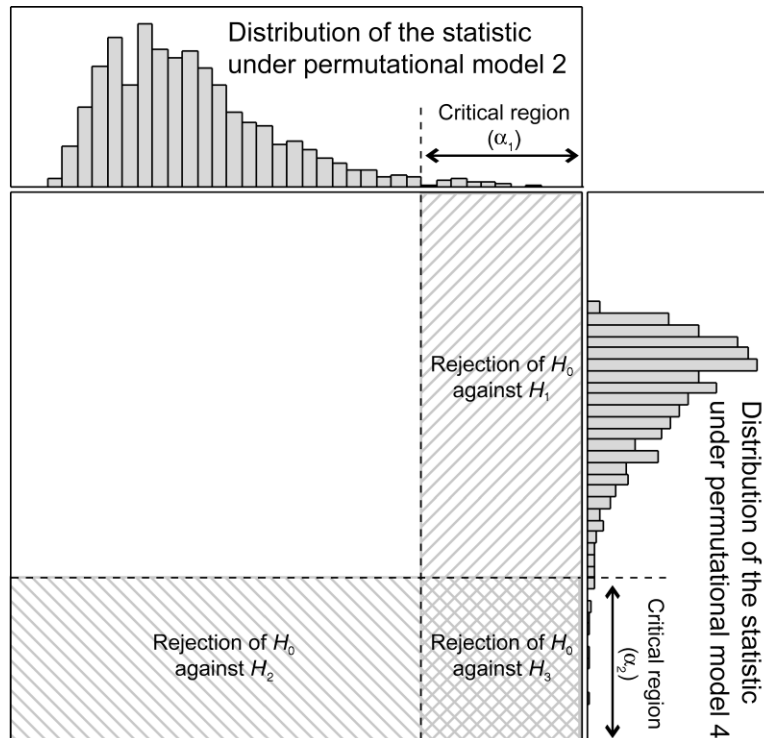 Distribution of the statistic
under permutational model 2
Critical region
(α₁)
Rejection of H₀
against H₁
Distribution of the statistic
under permutational model 4
Rejection of H₀
against H₂
Rejection of H₀
against H₃
Critical region
(α₂)